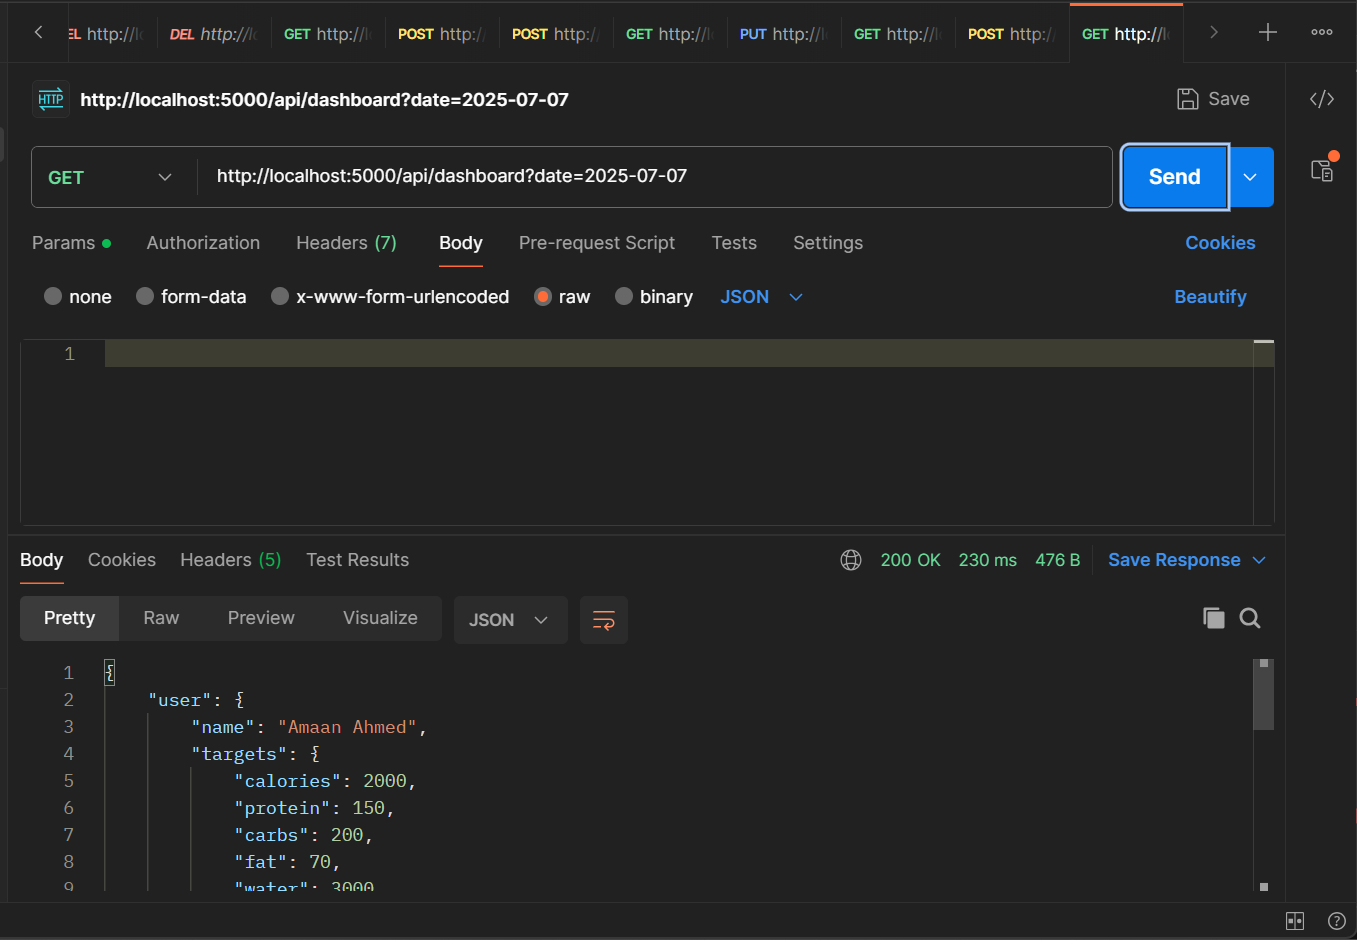 EL http://l DEL http://l GET http://l POST http:/ POST http:/ GET http://l PUT http://l GET http://l POST http:/ GET http://l
HTTP http://localhost:5000/api/dashboard?date=2025-07-07 Save </>
GET http://localhost:5000/api/dashboard?date=2025-07-07 Send
Params Authorization Headers (7) Body Pre-request Script Tests Settings Cookies
none form-data x-www-form-urlencoded raw binary JSON Beautify
1
Body Cookies Headers (5) Test Results 200 OK 230 ms 476 B Save Response
Pretty Raw Preview Visualize JSON
1 {
2 "user": {
3 "name": "Amaan Ahmed",
4 "targets": {
5 "calories": 2000,
6 "protein": 150,
7 "carbs": 200,
8 "fat": 70,
9 "water": 3000